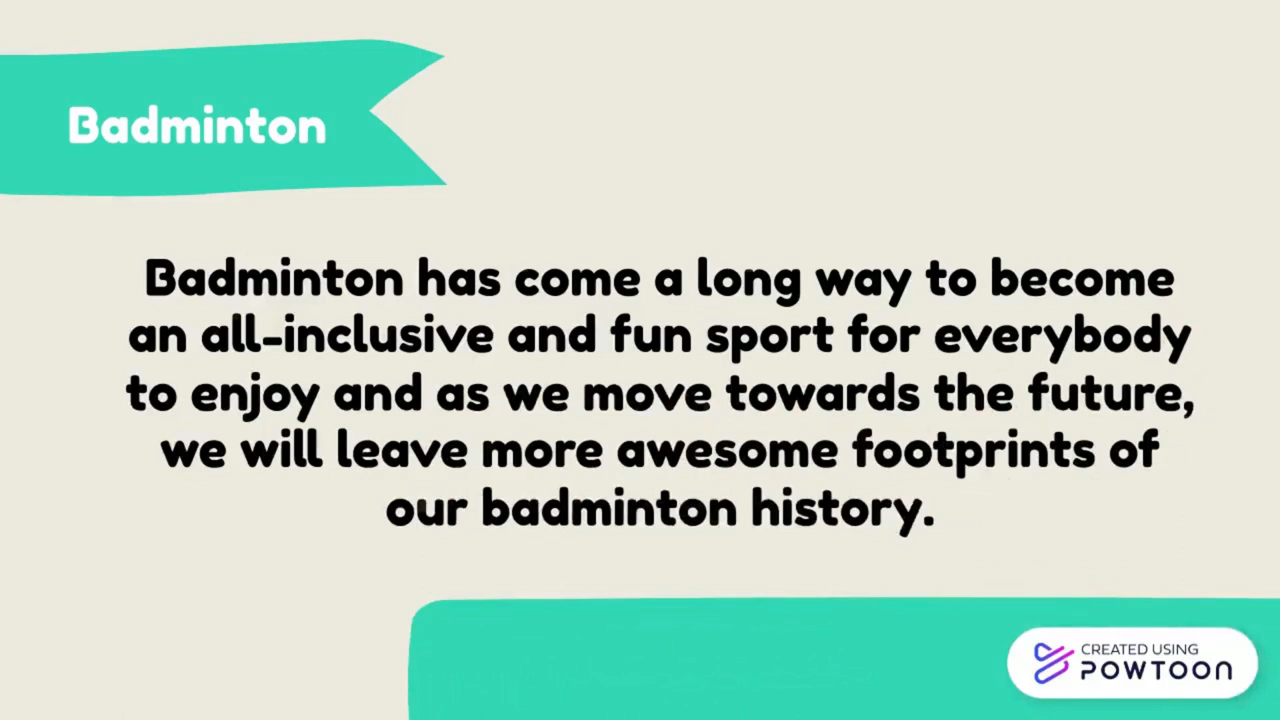 Badminton
Badminton has come a long way to become
an all-inclusive and fun sport for everybody
to enjoy and as we move towards the future,
we will leave more awesome footprints of
our badminton history.
CREATED USING
POWTOON